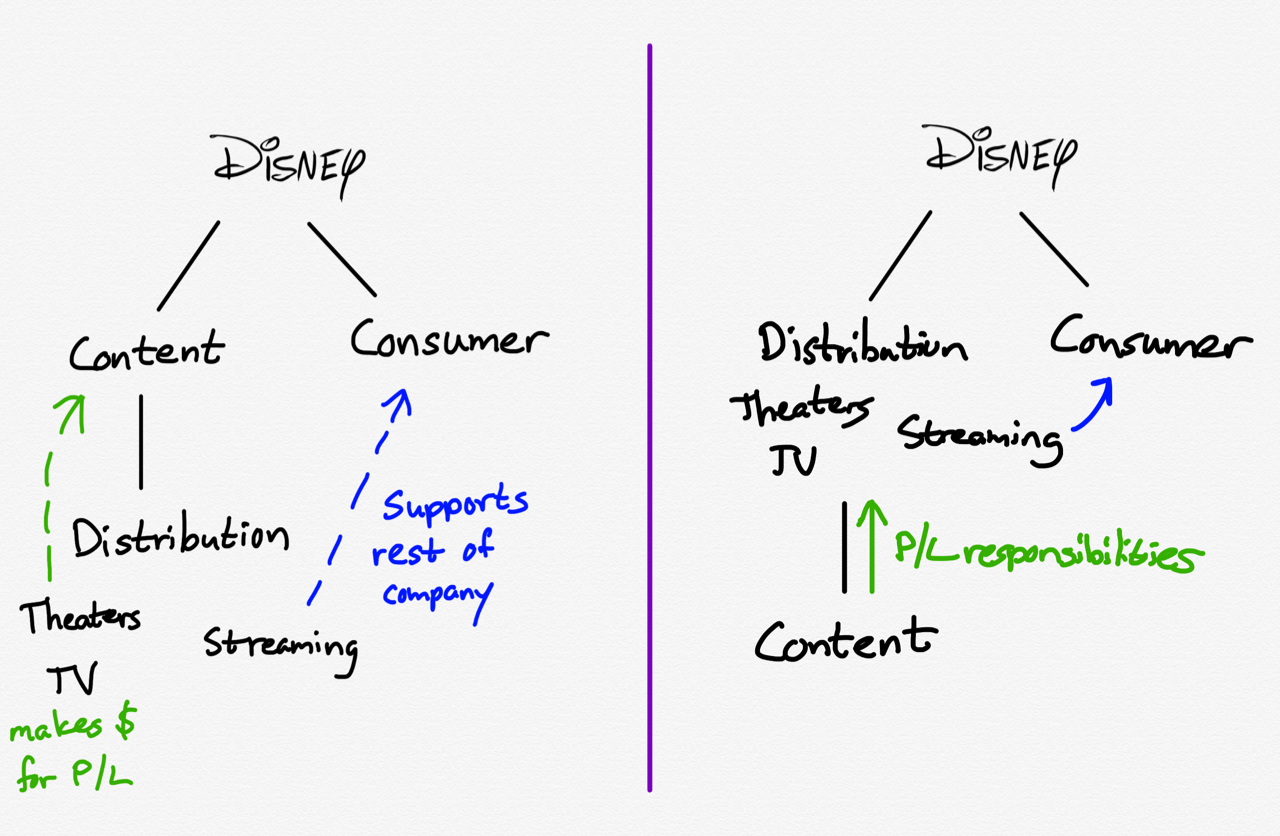 DISNEY
Content
Consumer
Distribution
Supports
rest of
company
Theaters
TV
Streaming
makes $
for P/L
DISNEY
Distribution
Consumer
Theaters
TV
Streaming
P/L responsibilities
Content